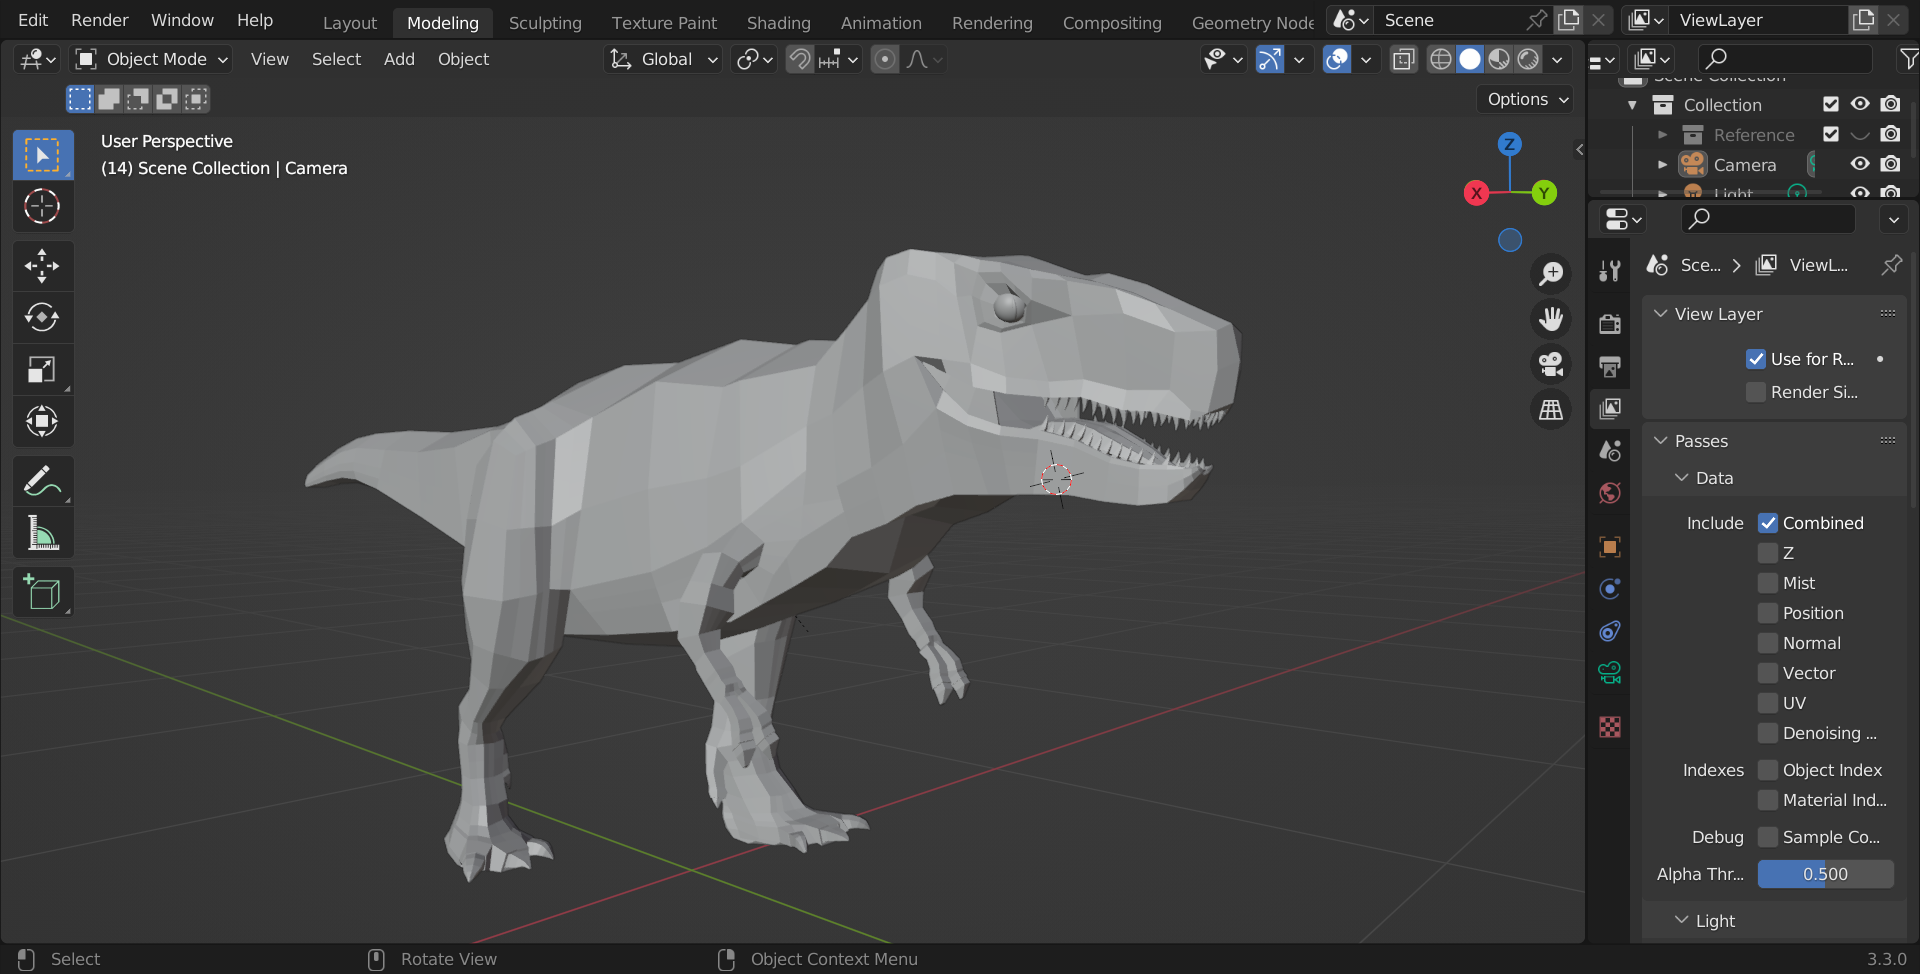 Edit Render Window Help Layout Modeling Sculpting Texture Paint Shading Animation Rendering Compositing Geometry Node Scene ViewLayer
Object Mode View Select Add Object Global
Options
User Perspective
(14) Scene Collection | Camera
Z
X
Y
Scene Collection
Collection
Reference
Camera
Light
Sce... ViewL...
View Layer
Use for R...
Render Si...
Passes
Data
Include Combined
Z
Mist
Position
Normal
Vector
UV
Denoising ...
Indexes Object Index
Material Ind...
Debug Sample Co...
Alpha Thr... 0.500
Light
Select Rotate View Object Context Menu 3.3.0